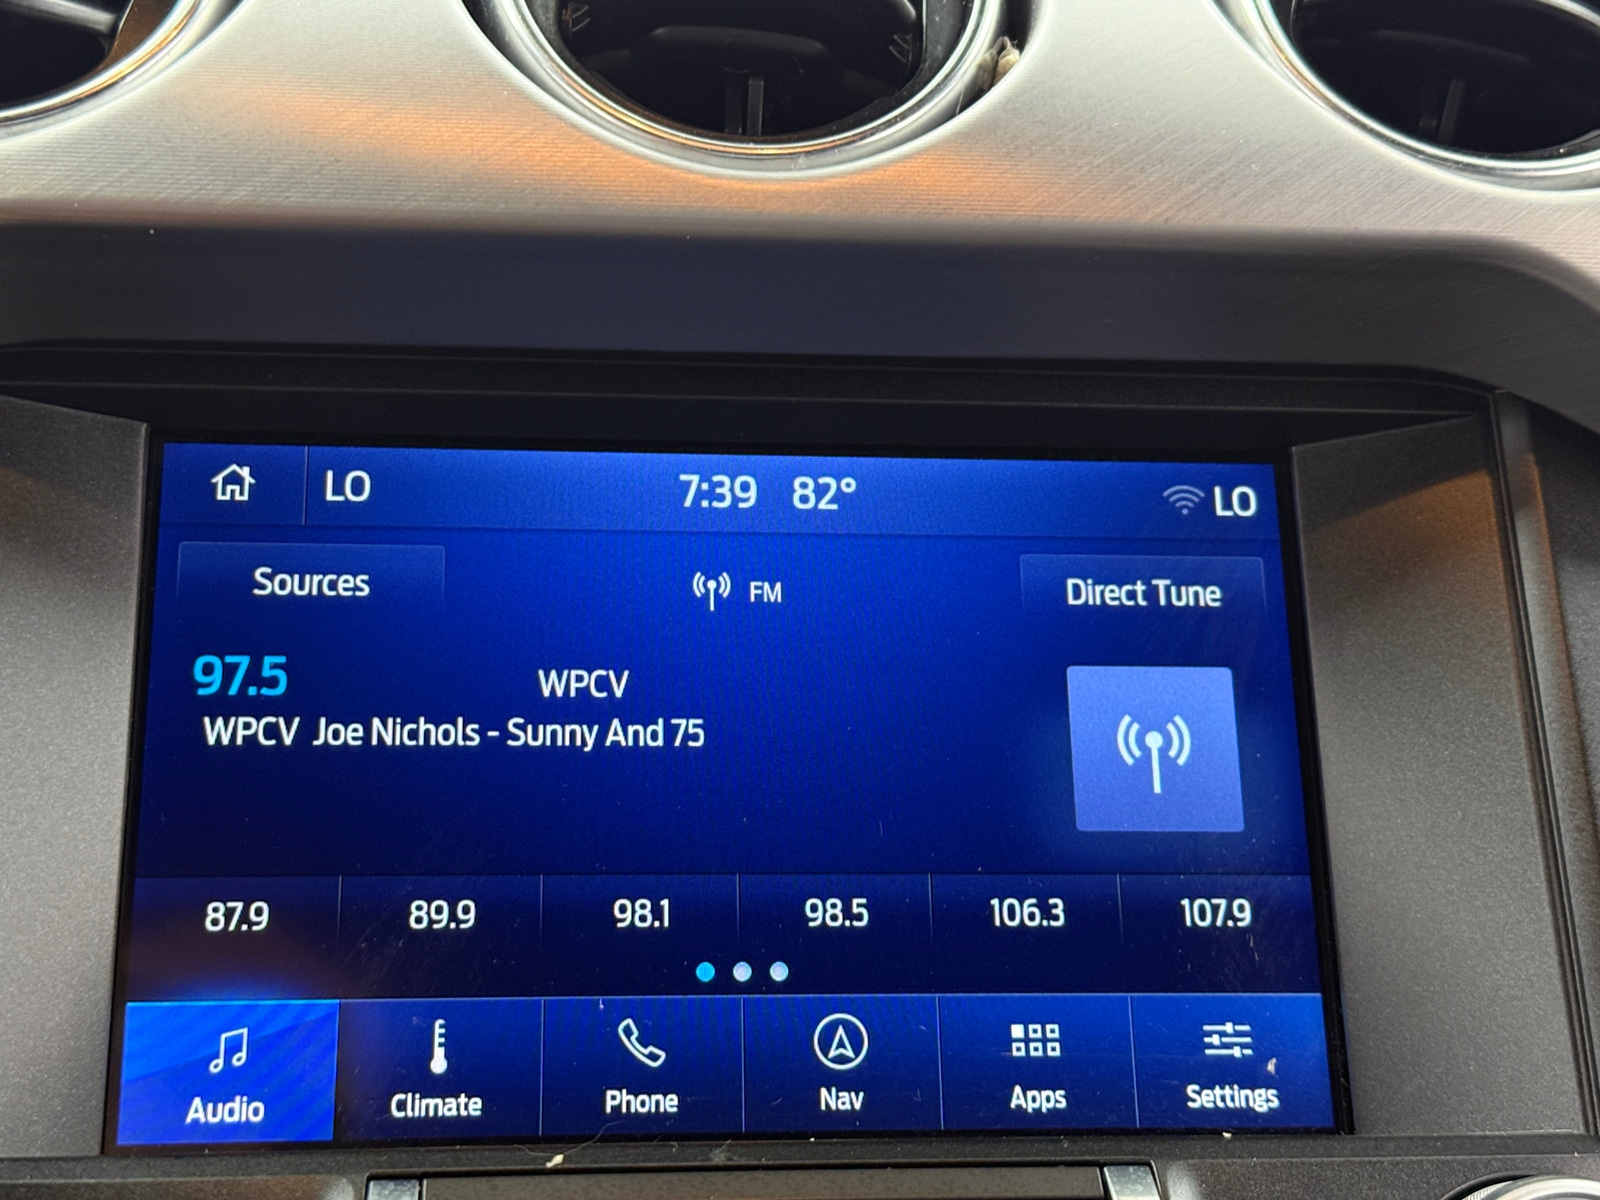 LO 7:39 82° LO
Sources FM Direct Tune
97.5 WPCV
WPCV Joe Nichols - Sunny And 75
87.9 89.9 98.1 98.5 106.3 107.9
Audio Climate Phone Nav Apps Settings